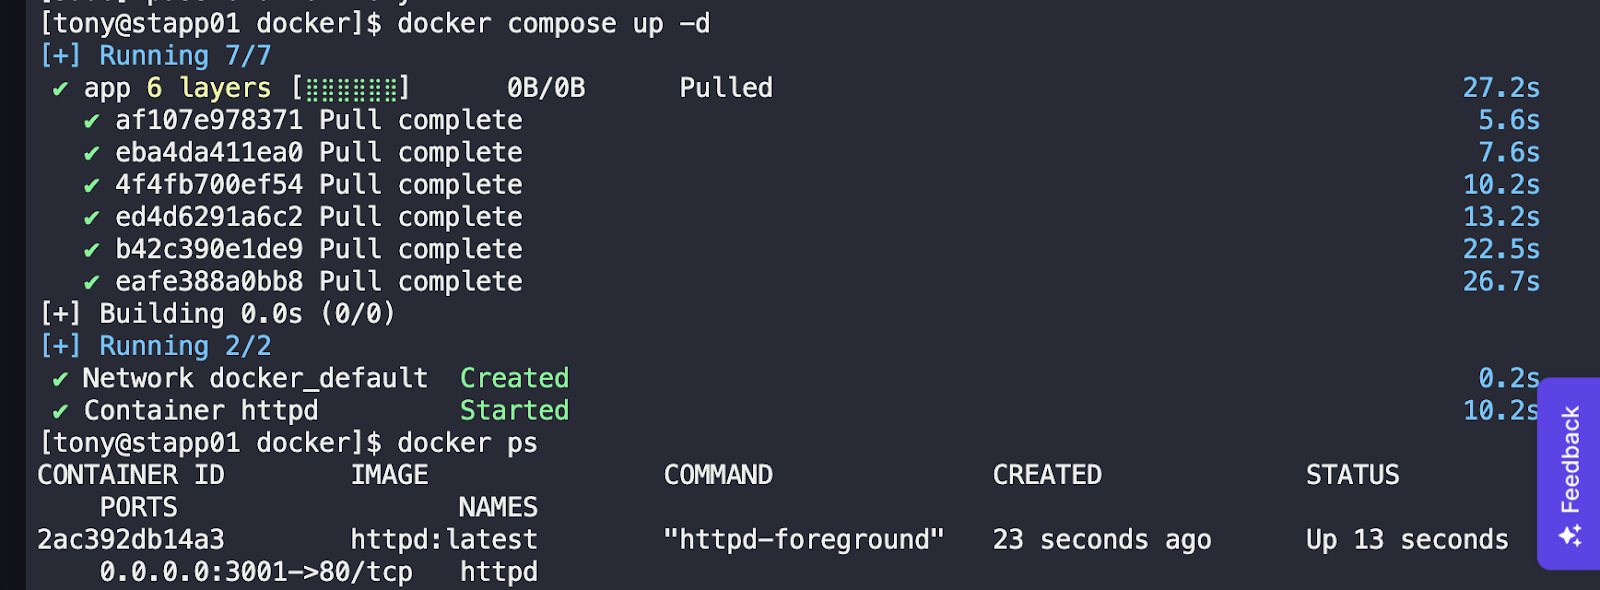 [tony@stapp01 docker]$ docker compose up -d
[+] Running 7/7
✔ app 6 layers [⣿⣿⣿⣿⣿⣿] 0B/0B Pulled 27.2s
✔ af107e978371 Pull complete 5.6s
✔ eba4da411ea0 Pull complete 7.6s
✔ 4f4fb700ef54 Pull complete 10.2s
✔ ed4d6291a6c2 Pull complete 13.2s
✔ b42c390e1de9 Pull complete 22.5s
✔ eafe388a0bb8 Pull complete 26.7s
[+] Building 0.0s (0/0)
[+] Running 2/2
✔ Network docker_default Created 0.2s
✔ Container httpd Started 10.2s
[tony@stapp01 docker]$ docker ps
CONTAINER ID IMAGE COMMAND CREATED STATUS
PORTS NAMES
2ac392db14a3 httpd:latest "httpd-foreground" 23 seconds ago Up 13 seconds
0.0.0.0:3001->80/tcp httpd
Feedback